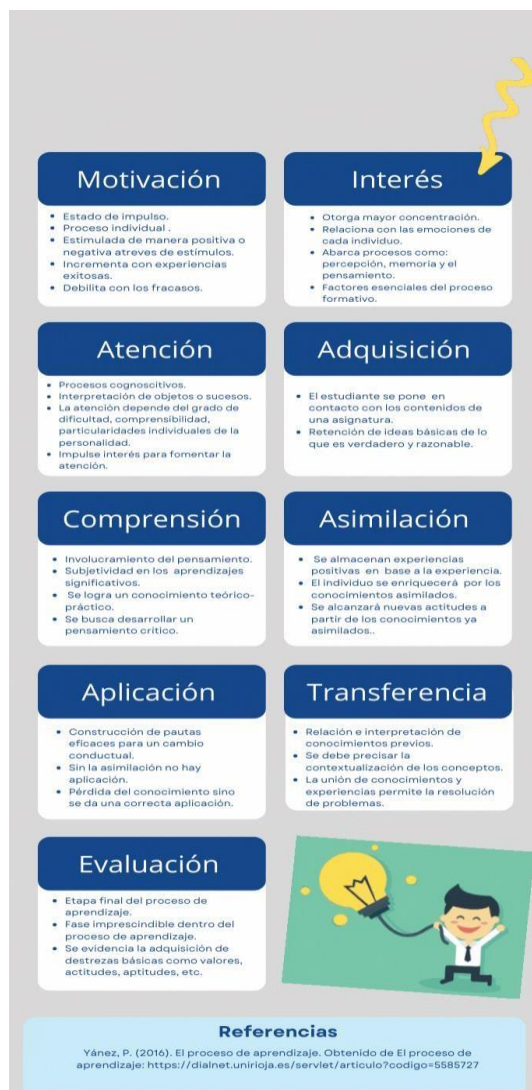 Motivación
Estado de impulso.
Proceso individual .
Estimulada de manera positiva o
negativa atreves de estímulos.
Incrementa con experiencias
exitosas.
Debilita con los fracasos.
Interés
Otorga mayor concentración.
Relaciona con las emociones de
cada individuo.
Abarca procesos como:
percepción, memoria y el
pensamiento.
Factores esenciales del proceso
formativo.
Atención
Procesos cognoscitivos.
Interpretación de objetos o sucesos.
La atención depende del grado de
dificultad, comprensibilidad,
particularidades individuales de la
personalidad.
Impulse interés para fomentar la
atención.
Adquisición
El estudiante se pone en
contacto con los contenidos de
una asignatura.
Retención de ideas básicas de lo
que es verdadero y razonable.
Comprensión
Involucramiento del pensamiento.
Subjetividad en los aprendizajes
significativos.
Se logra un conocimiento teórico-
práctico.
Se busca desarrollar un
pensamiento crítico.
Asimilación
Se almacenan experiencias
positivas en base a la experiencia.
El individuo se enriquecerá por los
conocimientos asimilados.
Se alcanzará nuevas actitudes a
partir de los conocimientos ya
asimilados..
Aplicación
Construcción de pautas
eficaces para un cambio
conductual.
Sin la asimilación no hay
aplicación.
Pérdida del conocimiento sino
se da una correcta aplicación.
Transferencia
Relación e interpretación de
conocimientos previos.
Se debe precisar la
contextualización de los conceptos.
La unión de conocimientos y
experiencias permite la resolución
de problemas.
Evaluación
Etapa final del proceso de
aprendizaje.
Fase imprescindible dentro del
proceso de aprendizaje.
Se evidencia la adquisición de
destrezas básicas como valores,
actitudes, aptitudes, etc.
Referencias
Yánez, P. (2016). El proceso de aprendizaje. Obtenido de El proceso de
aprendizaje: https://dialnet.unirioja.es/servlet/articulo?codigo=5585727